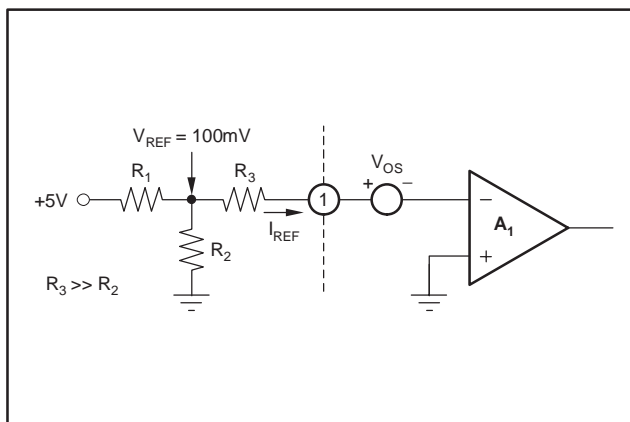 V_REF = 100mV
R_1
R_3
V_OS
+
−
+5V
1
−
A_1
I_REF
R_2
+
R_3 >> R_2